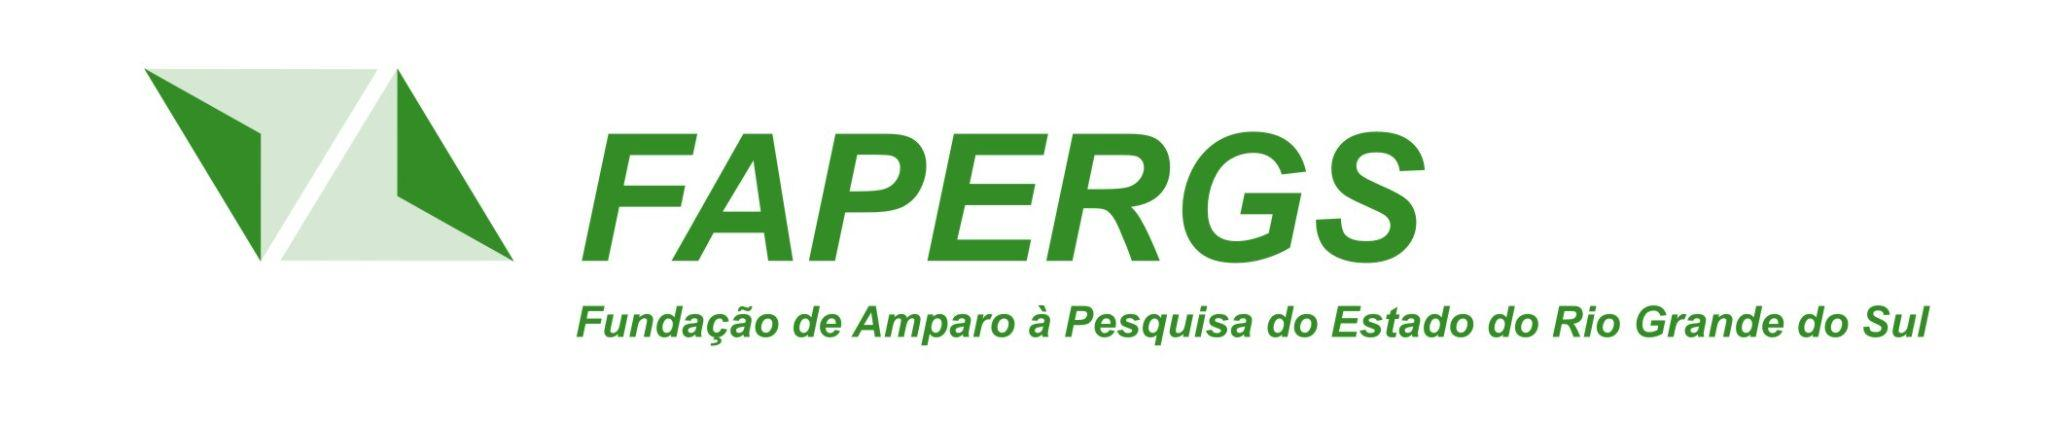 FAPERGS
Fundação de Amparo à Pesquisa do Estado do Rio Grande do Sul